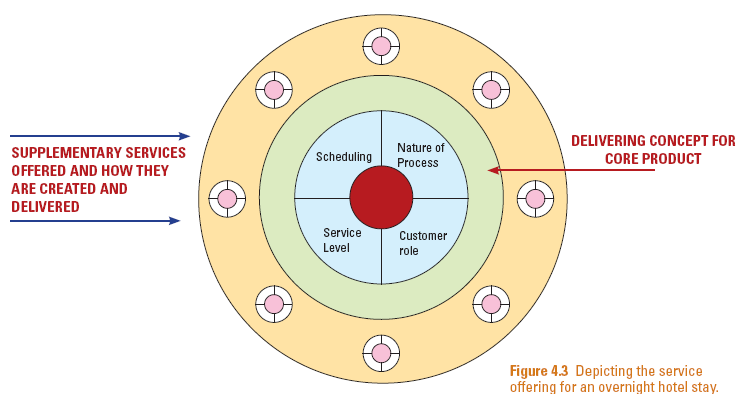 SUPPLEMENTARY SERVICES
OFFERED AND HOW THEY
ARE CREATED AND
DELIVERED
Scheduling
Nature of
Process
Service
Level
Customer
role
DELIVERING CONCEPT FOR
CORE PRODUCT
Figure 4.3 Depicting the service
offering for an overnight hotel stay.